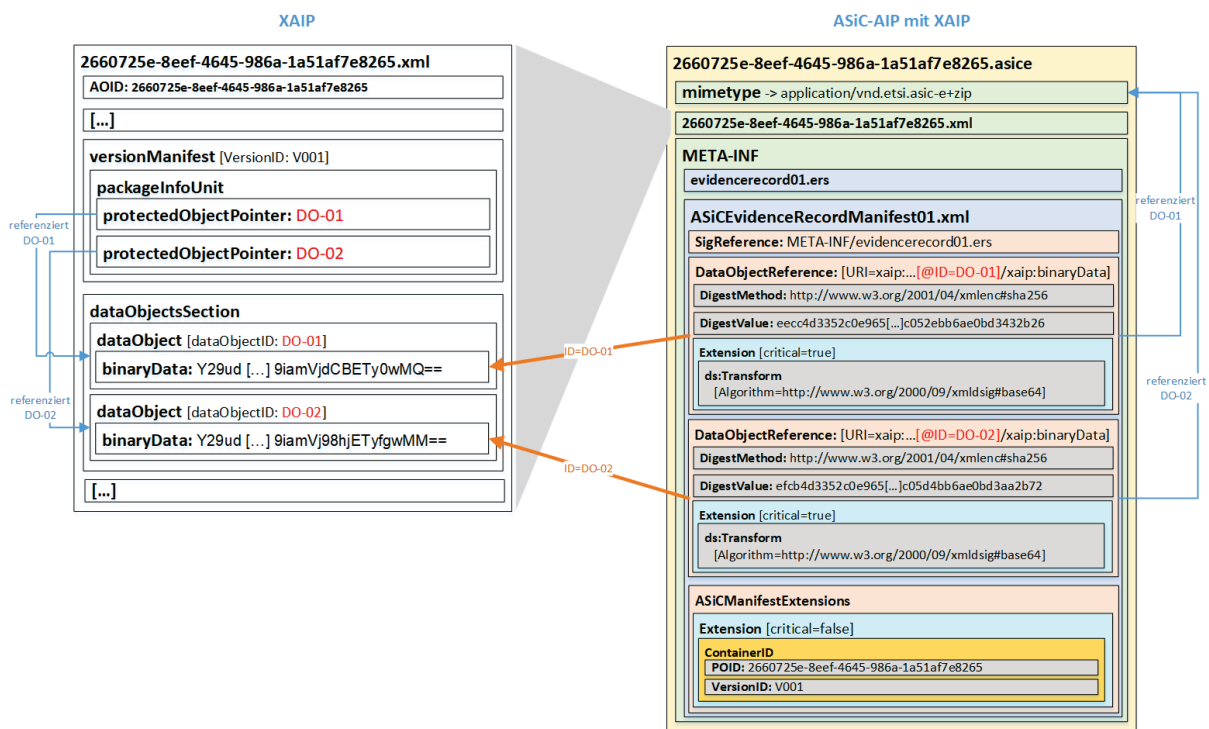 XAIP
2660725e-8eef-4645-986a-1a51af7e8265.xml
AOID: 2660725e-8eef-4645-986a-1a51af7e8265
[...]
versionManifest [VersionID: V001]
packageInfoUnit
protectedObjectPointer: DO-01
protectedObjectPointer: DO-02
referenziert
DO-01
dataObjectsSection
dataObject [dataObjectID: DO-01]
binaryData: Y29ud [...] 9iamVjdCBETy0wMQ==
referenziert
DO-02
dataObject [dataObjectID: DO-02]
binaryData: Y29ud [...] 9iamVj98hjETyfgwMM==
[...]
ID=DO-01
ID=DO-02
ASiC-AIP mit XAIP
2660725e-8eef-4645-986a-1a51af7e8265.asice
mimetype -> application/vnd.etsi.asic-e+zip
2660725e-8eef-4645-986a-1a51af7e8265.xml
META-INF
evidencerecord01.ers
ASiCEvidenceRecordManifest01.xml
SigReference: META-INF/evidencerecord01.ers
DataObjectReference: [URI=xaip:...[@ID=DO-01]/xaip:binaryData]
DigestMethod: http://www.w3.org/2001/04/xmlenc#sha256
DigestValue: eecc4d3352c0e965[...]c052ebb6ae0bd3432b26
Extension [critical=true]
ds:Transform
[Algorithm=http://www.w3.org/2000/09/xmldsig#base64]
DataObjectReference: [URI=xaip:...[@ID=DO-02]/xaip:binaryData]
DigestMethod: http://www.w3.org/2001/04/xmlenc#sha256
DigestValue: efcb4d3352c0e965[...]c05d4bb6ae0bd3aa2b72
Extension [critical=true]
ds:Transform
[Algorithm=http://www.w3.org/2000/09/xmldsig#base64]
ASiCManifestExtensions
Extension [critical=false]
ContainerID
POID: 2660725e-8eef-4645-986a-1a51af7e8265
VersionID: V001
referenziert
DO-01
referenziert
DO-02